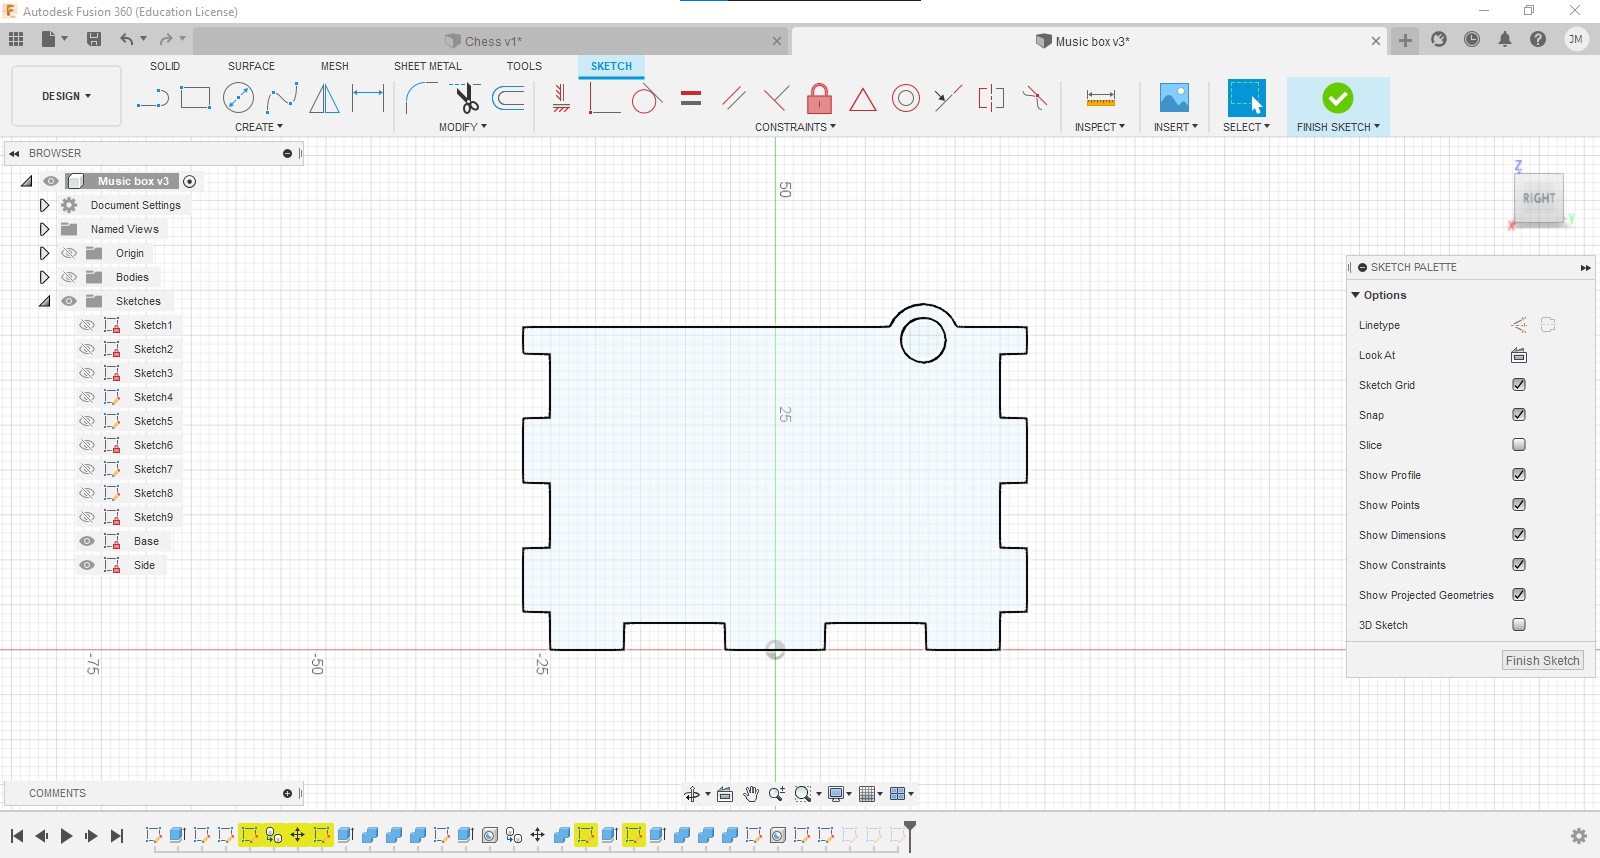 Autodesk Fusion 360 (Education License)
Chess v1*
Music box v3*
JM
DESIGN
SOLID
SURFACE
MESH
SHEET METAL
TOOLS
SKETCH
CREATE
MODIFY
CONSTRAINTS
INSPECT
INSERT
SELECT
FINISH SKETCH
BROWSER
Music box v3
Document Settings
Named Views
Origin
Bodies
Sketches
Sketch1
Sketch2
Sketch3
Sketch4
Sketch5
Sketch6
Sketch7
Sketch8
Sketch9
Base
Side
50
25
-75
-50
-25
Z
RIGHT
X
Y
SKETCH PALETTE
Options
Linetype
Look At
Sketch Grid
Snap
Slice
Show Profile
Show Points
Show Dimensions
Show Constraints
Show Projected Geometries
3D Sketch
Finish Sketch
COMMENTS